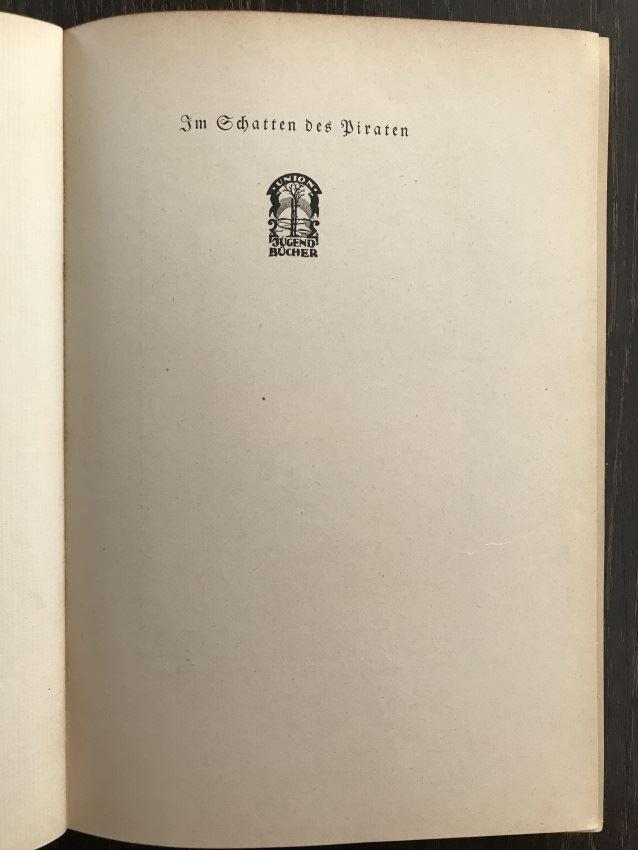 Im Schatten des Piraten
UNION
JUGEND
BÜCHER